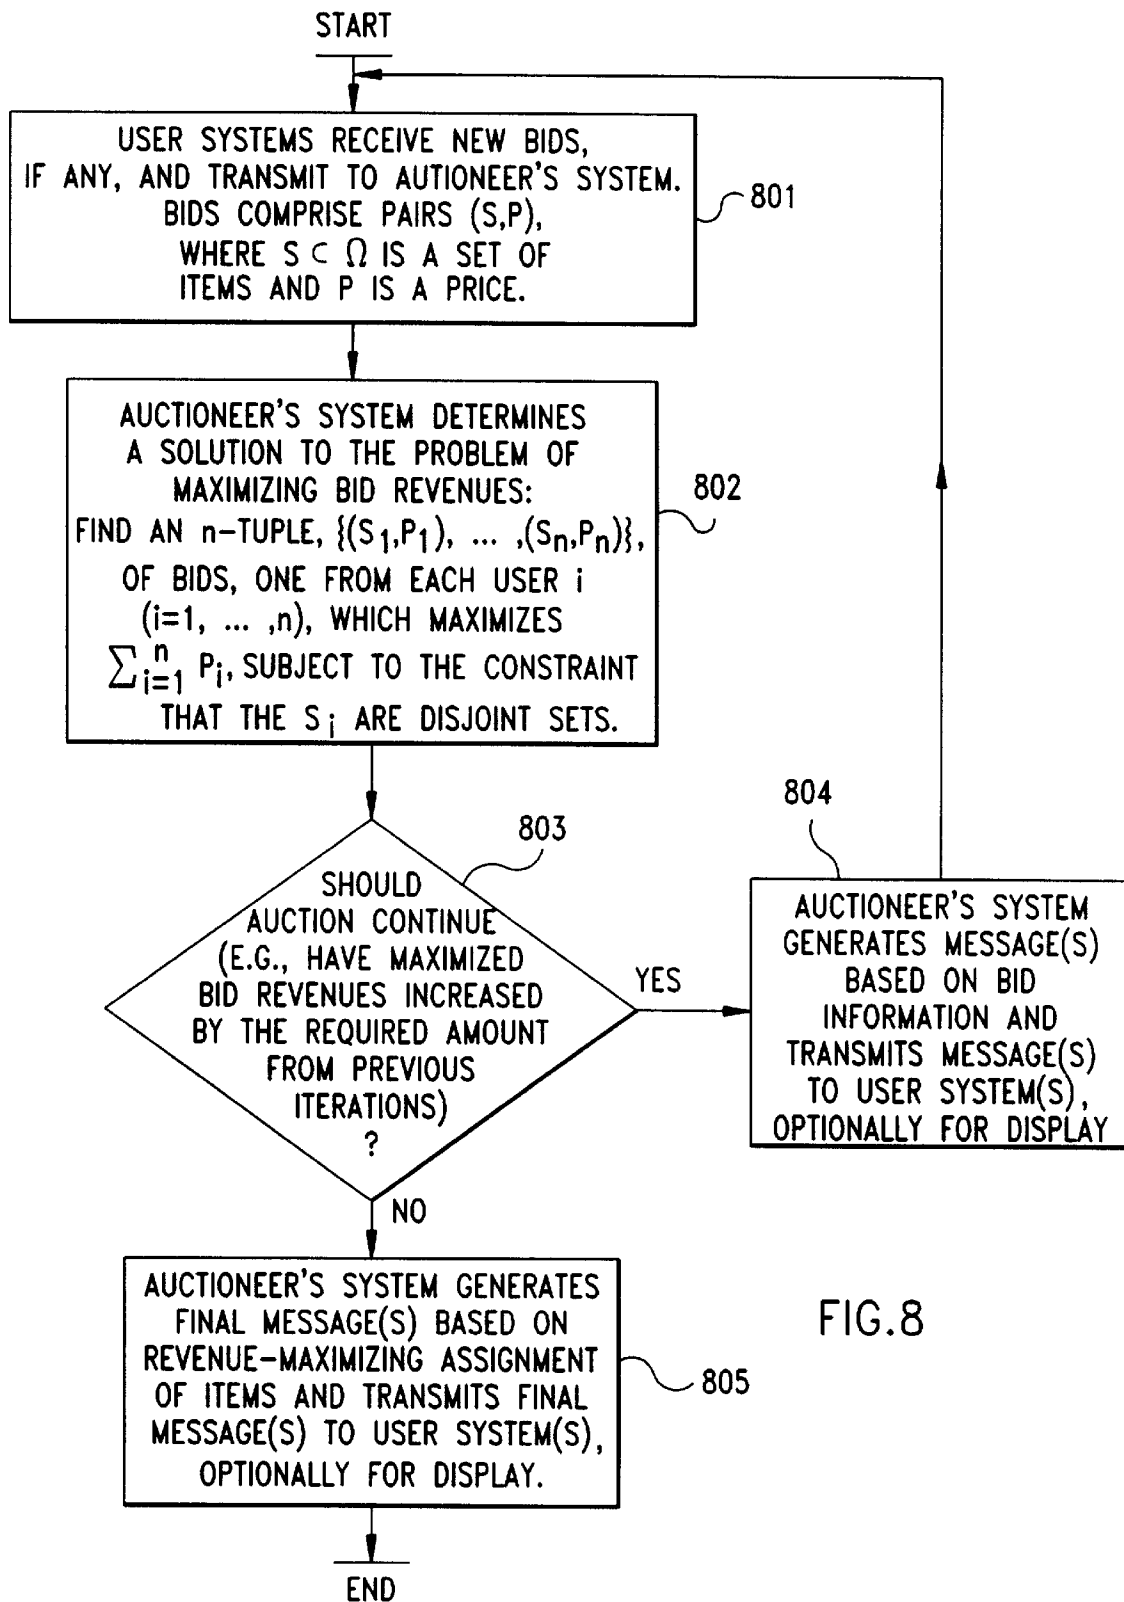 START
USER SYSTEMS RECEIVE NEW BIDS,
IF ANY, AND TRANSMIT TO AUTIONEER'S SYSTEM.
BIDS COMPRISE PAIRS (S,P),
WHERE S ⊂ Ω IS A SET OF
ITEMS AND P IS A PRICE.
801
AUCTIONEER'S SYSTEM DETERMINES
A SOLUTION TO THE PROBLEM OF
MAXIMIZING BID REVENUES:
FIND AN n-TUPLE, {(S₁,P₁), ... ,(Sₙ,Pₙ)},
OF BIDS, ONE FROM EACH USER i
(i=1, ... ,n), WHICH MAXIMIZES
∑ᵢ₌₁ⁿ Pᵢ, SUBJECT TO THE CONSTRAINT
THAT THE Sᵢ ARE DISJOINT SETS.
802
803
SHOULD
AUCTION CONTINUE
(E.G., HAVE MAXIMIZED
BID REVENUES INCREASED
BY THE REQUIRED AMOUNT
FROM PREVIOUS
ITERATIONS)
?
YES
NO
804
AUCTIONEER'S SYSTEM
GENERATES MESSAGE(S)
BASED ON BID
INFORMATION AND
TRANSMITS MESSAGE(S)
TO USER SYSTEM(S),
OPTIONALLY FOR DISPLAY
AUCTIONEER'S SYSTEM GENERATES
FINAL MESSAGE(S) BASED ON
REVENUE-MAXIMIZING ASSIGNMENT
OF ITEMS AND TRANSMITS FINAL
MESSAGE(S) TO USER SYSTEM(S),
OPTIONALLY FOR DISPLAY.
805
END
FIG.8